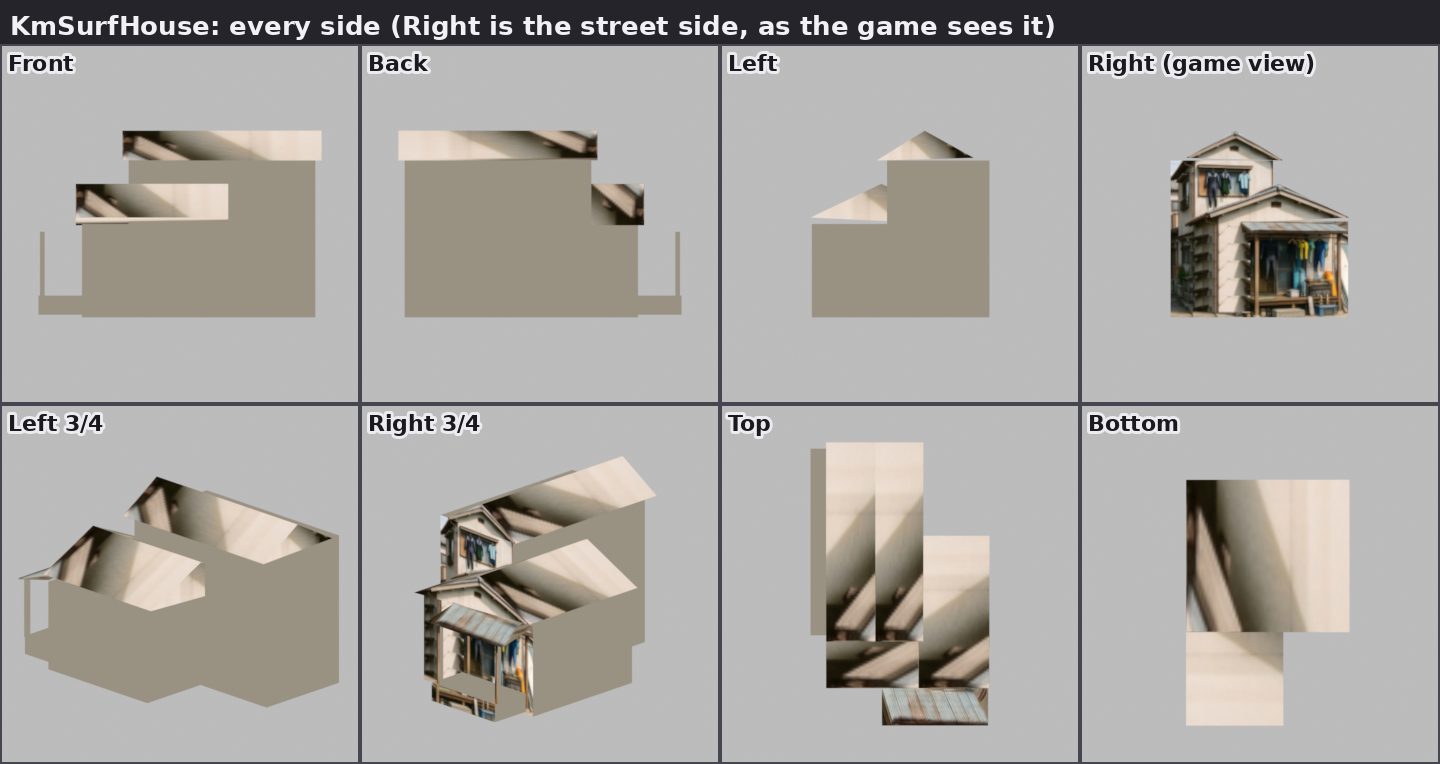 KmSurfHouse: every side (Right is the street side, as the game sees it)
Front
Back
Left
Right (game view)
Left 3/4
Right 3/4
Top
Bottom